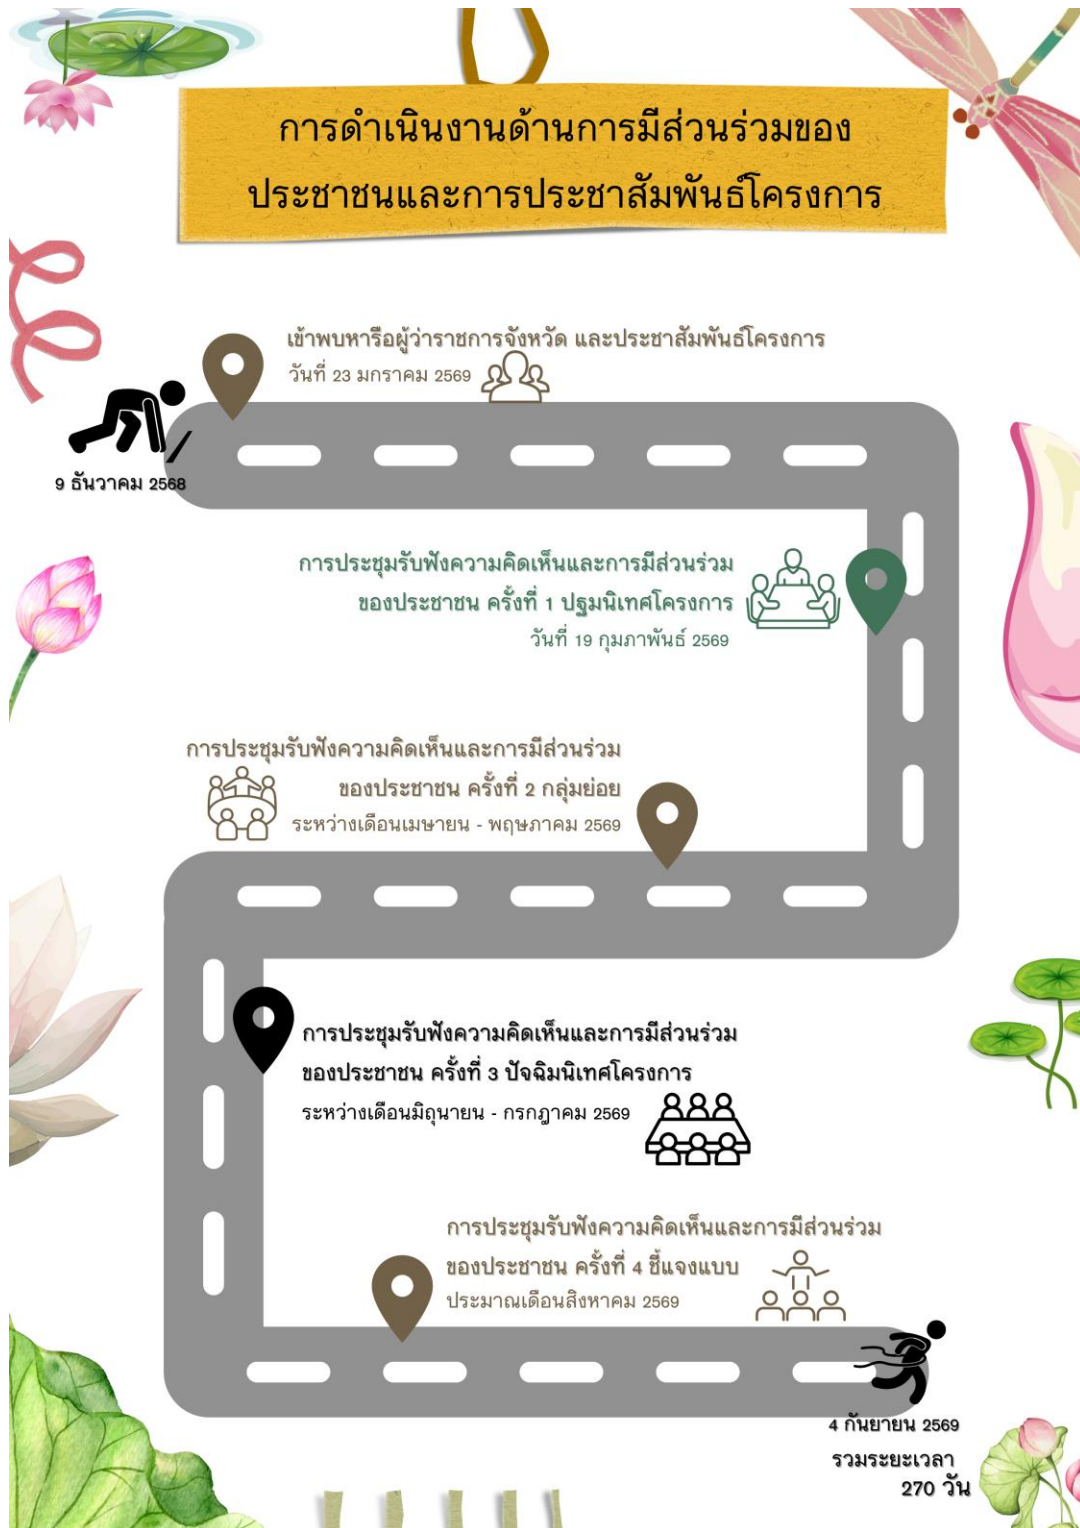 การดำเนินงานด้านการมีส่วนร่วมของ
ประชาชนและการประชาสัมพันธ์โครงการ
เข้าพบหารือผู้ว่าราชการจังหวัด และประชาสัมพันธ์โครงการ
วันที่ 23 มกราคม 2569
9 ธันวาคม 2568
การประชุมรับฟังความคิดเห็นและการมีส่วนร่วม
ของประชาชน ครั้งที่ 1 ปฐมนิเทศโครงการ
วันที่ 19 กุมภาพันธ์ 2569
การประชุมรับฟังความคิดเห็นและการมีส่วนร่วม
ของประชาชน ครั้งที่ 2 กลุ่มย่อย
ระหว่างเดือนเมษายน - พฤษภาคม 2569
การประชุมรับฟังความคิดเห็นและการมีส่วนร่วม
ของประชาชน ครั้งที่ 3 ปัจฉิมนิเทศโครงการ
ระหว่างเดือนมิถุนายน - กรกฎาคม 2569
การประชุมรับฟังความคิดเห็นและการมีส่วนร่วม
ของประชาชน ครั้งที่ 4 ชี้แจงแบบ
ประมาณเดือนสิงหาคม 2569
4 กันยายน 2569
รวมระยะเวลา
270 วัน